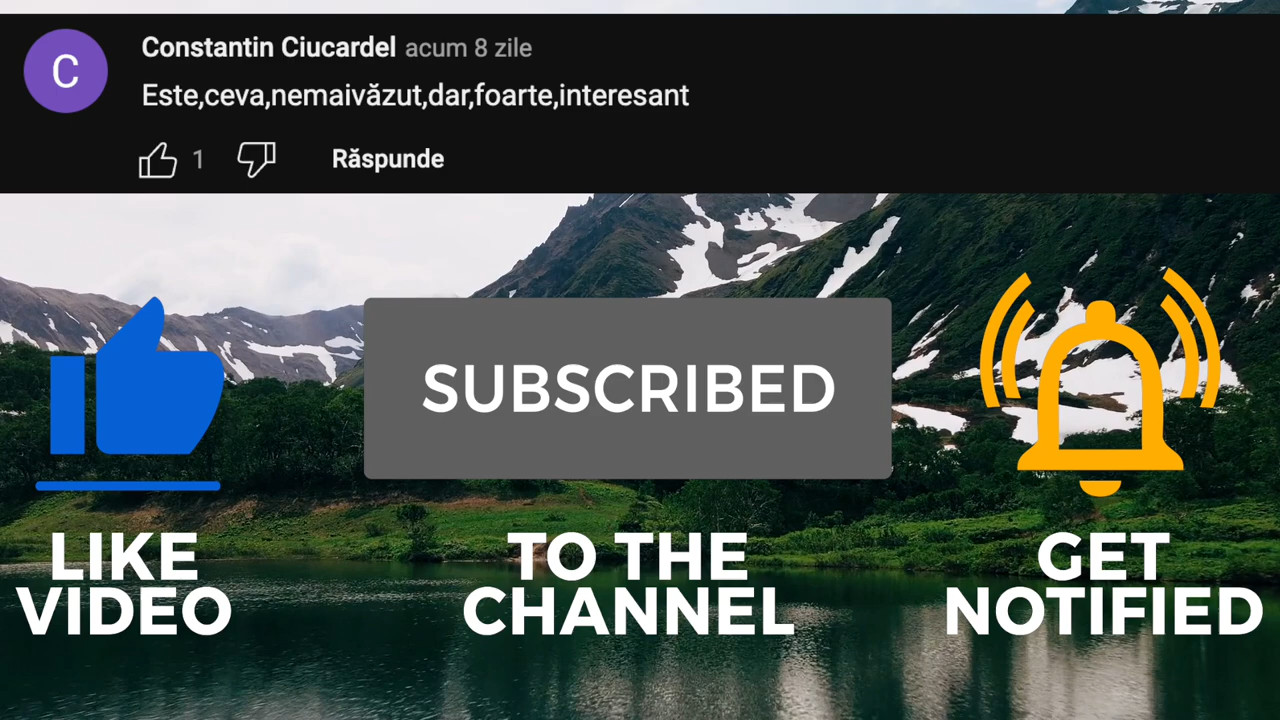 C
Constantin Ciucardel acum 8 zile
Este,ceva,nemaivăzut,dar,foarte,interesant
1 Răspunde
SUBSCRIBED
LIKE
VIDEO
TO THE
CHANNEL
GET
NOTIFIED